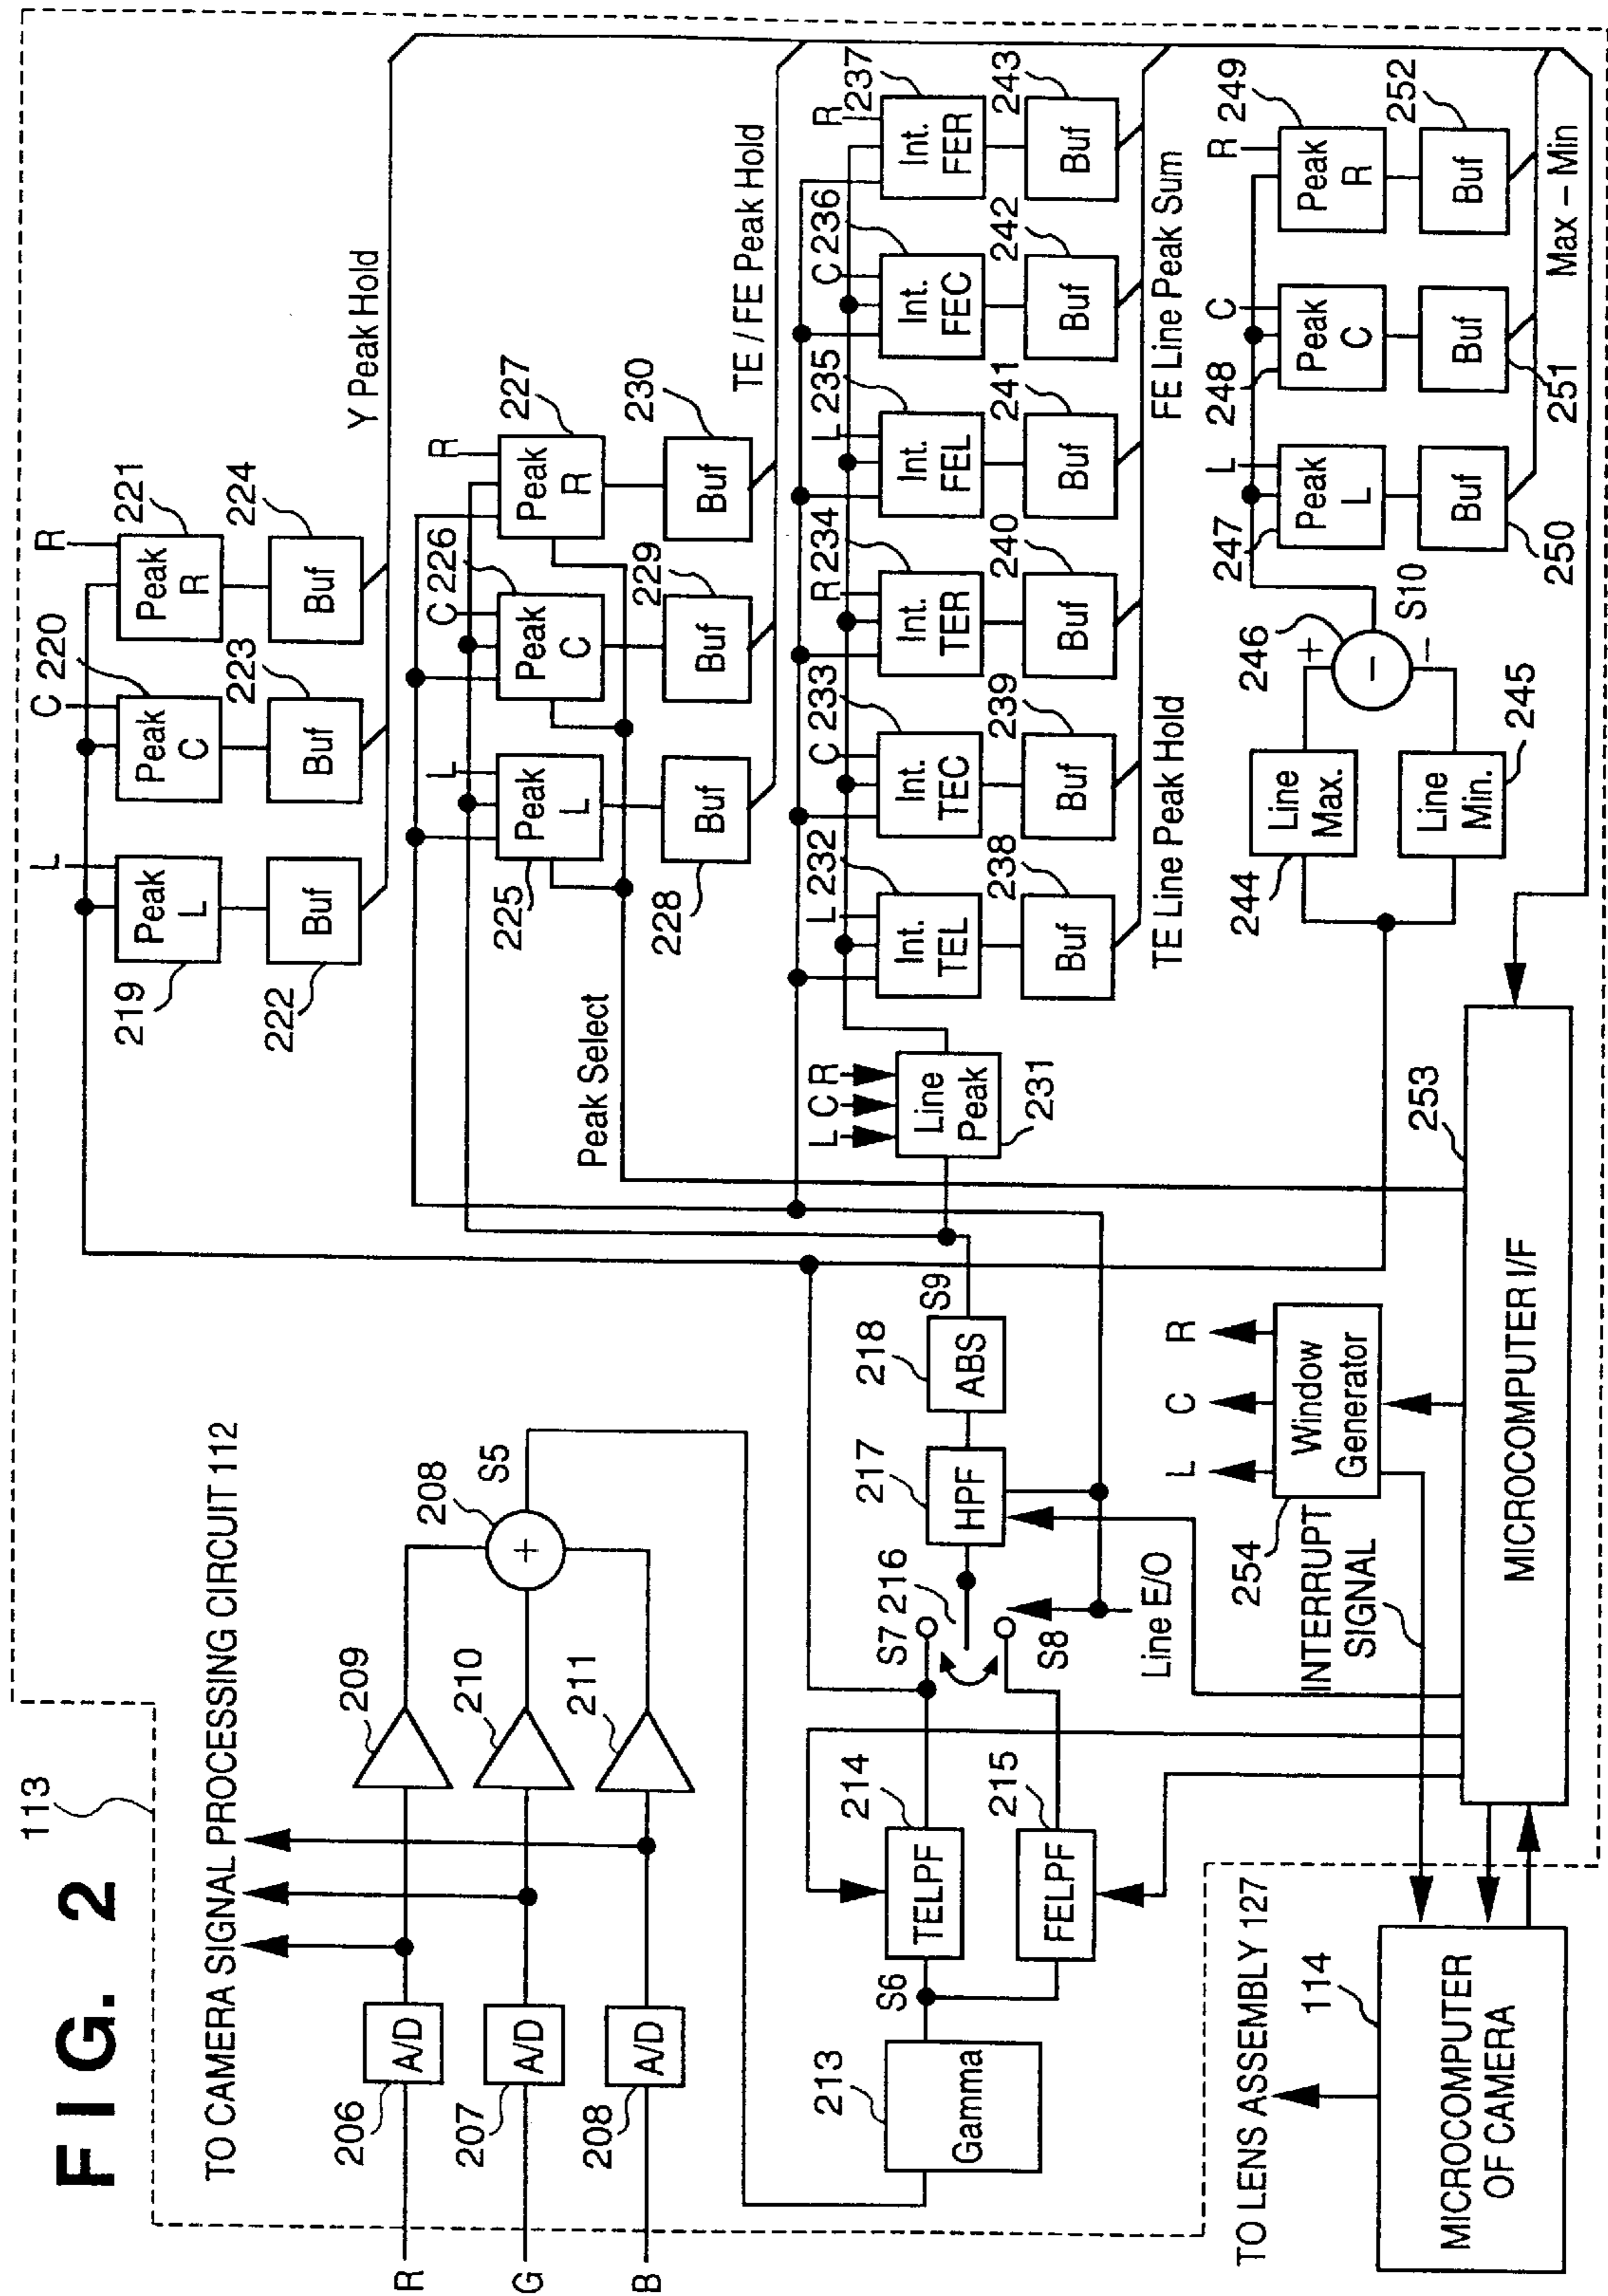 FIG. 2
113
TO CAMERA SIGNAL PROCESSING CIRCUIT 112
R
G
B
206
A/D
207
A/D
208
A/D
209
210
211
208
+
S5
213
Gamma
S6
214
TELPF
215
FELPF
S7
216
S8
Line E/O
217
HPF
218
ABS
S9
L
C
R
Line
Peak
231
Peak Select
L
C
R
219
Peak
L
220
Peak
C
221
Peak
R
222
Buf
223
Buf
224
Buf
Y Peak Hold
L
C
R
225
Peak
L
226
Peak
C
227
Peak
R
228
Buf
229
Buf
230
Buf
TE / FE Peak Hold
L
232
Int.
TEL
C
233
Int.
TEC
R
234
Int.
TER
L
235
Int.
FEL
C
236
Int.
FEC
R
237
Int.
FER
238
Buf
239
Buf
240
Buf
241
Buf
242
Buf
243
Buf
TE Line Peak Hold
FE Line Peak Sum
244
Line
Max.
245
Line
Min.
246
+
−
−
S10
L
C
R
247
Peak
L
248
Peak
C
249
Peak
R
250
Buf
251
Buf
252
Buf
Max – Min
L
C
R
254
Window
Generator
INTERRUPT
SIGNAL
253
MICROCOMPUTER I/F
TO LENS ASSEMBLY 127
114
MICROCOMPUTER
OF CAMERA